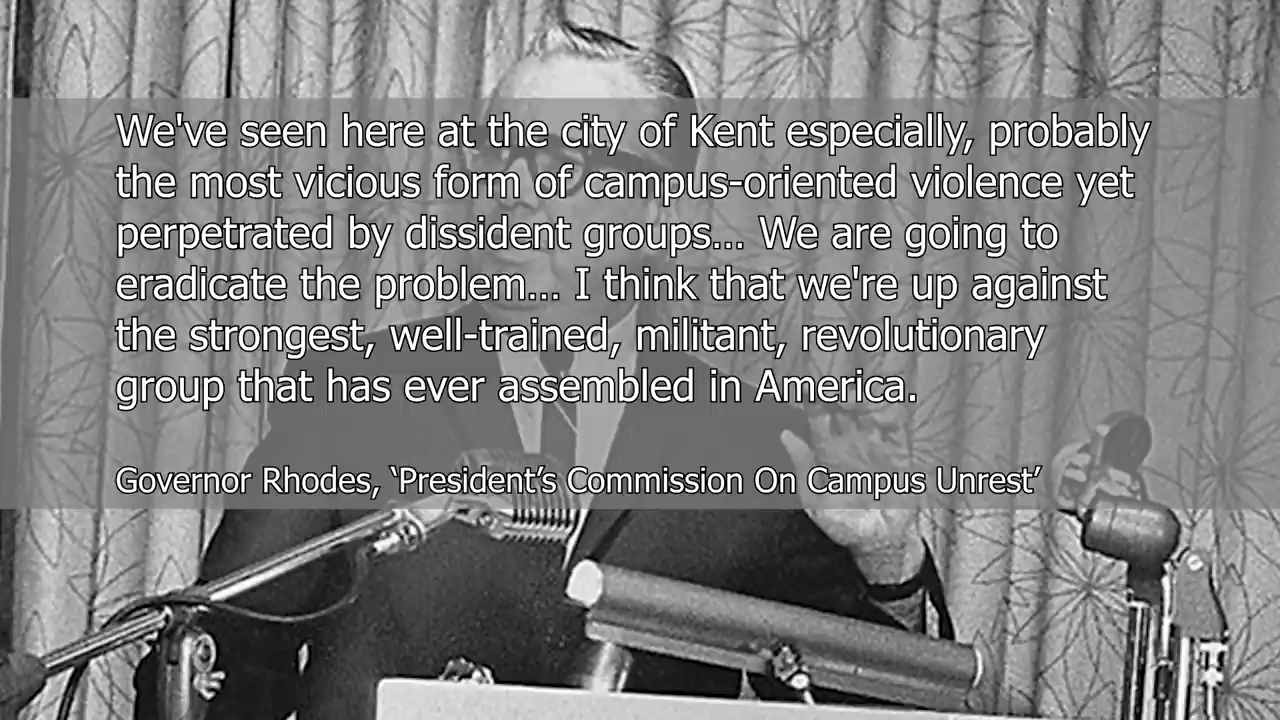 We've seen here at the city of Kent especially, probably
the most vicious form of campus-oriented violence yet
perpetrated by dissident groups... We are going to
eradicate the problem... I think that we're up against
the strongest, well-trained, militant, revolutionary
group that has ever assembled in America.
Governor Rhodes, ‘President’s Commission On Campus Unrest’